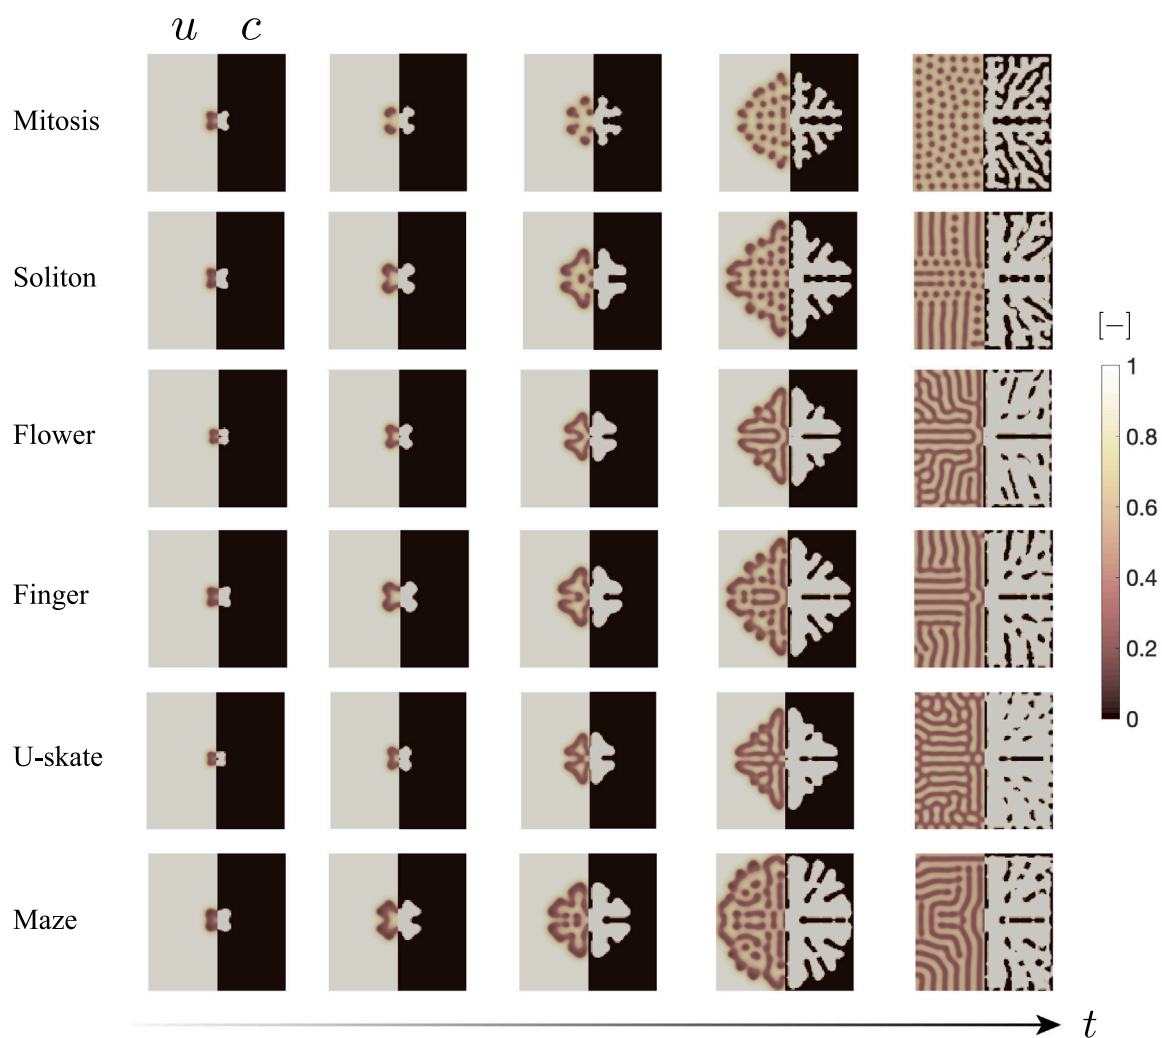 u c
Mitosis
Soliton
[−]
1
Flower
0.8
0.6
Finger
0.4
0.2
0
U-skate
Maze
t